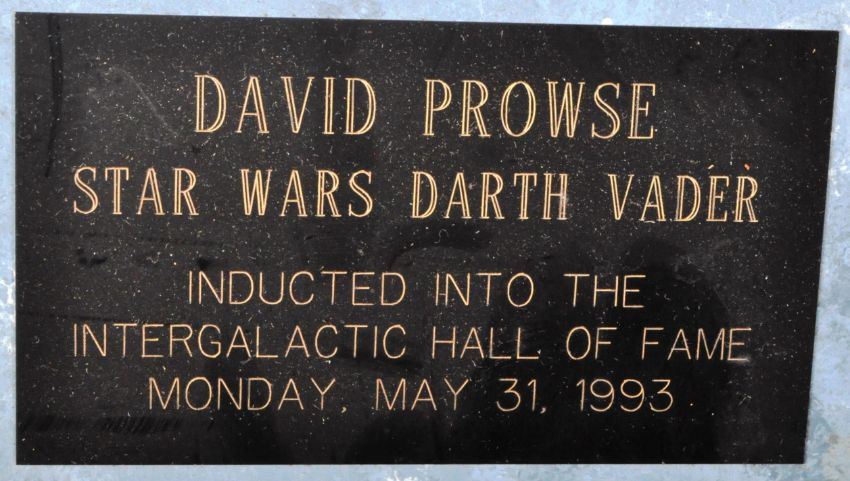 DAVID PROWSE
STAR WARS DARTH VADER
INDUCTED INTO THE
INTERGALACTIC HALL OF FAME
MONDAY, MAY 31, 1993